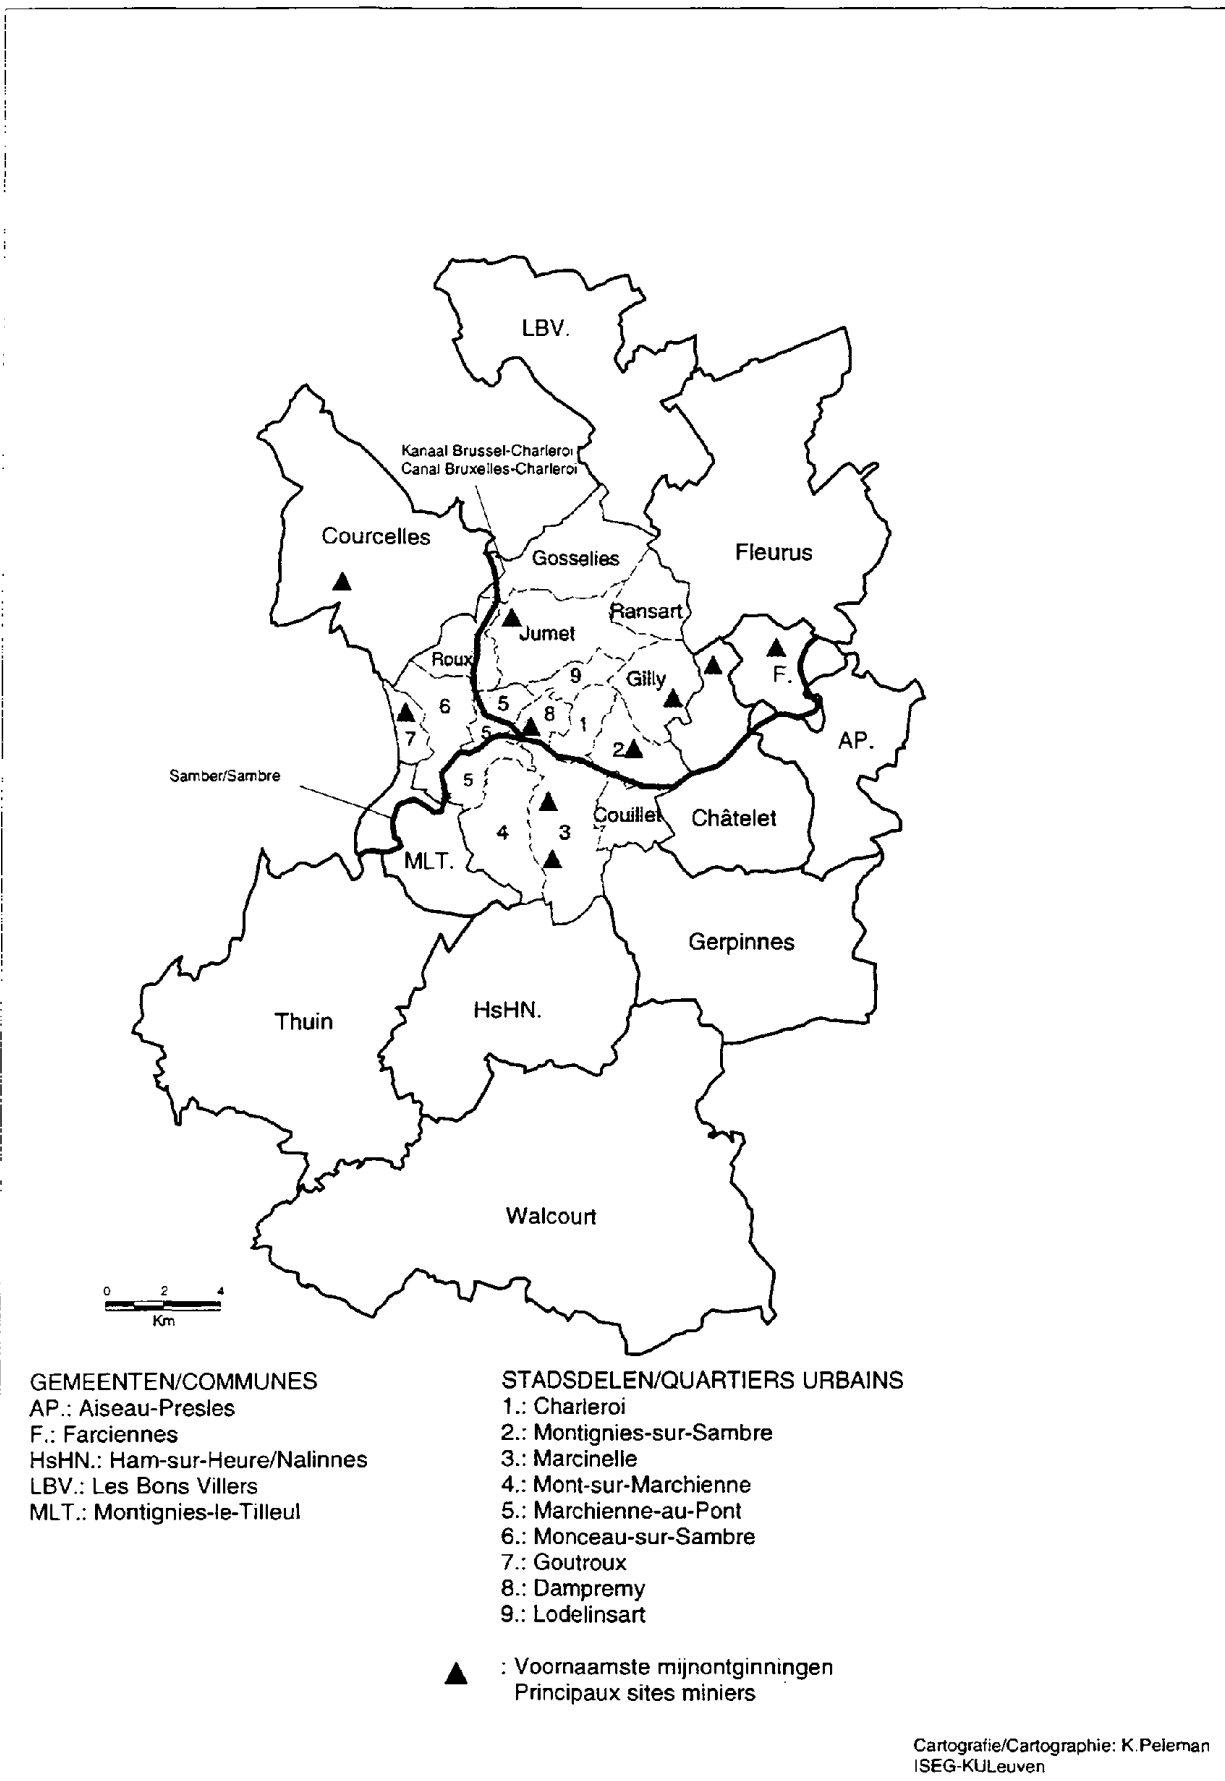 LBV.
Kanaal Brussel-Charleroi
Canal Bruxelles-Charleroi
Courcelles
Gosselies
Fleurus
Ransart
Jumet
Roux
9
Gilly
F.
6
5
8
1
7
5
2
AP.
Samber/Sambre
5
Couillet
Châtelet
4
3
MLT.
Gerpinnes
Thuin
HsHN.
Walcourt
0 2 4
Km
GEMEENTEN/COMMUNES
AP.: Aiseau-Presles
F.: Farciennes
HsHN.: Ham-sur-Heure/Nalinnes
LBV.: Les Bons Villers
MLT.: Montignies-le-Tilleul
STADSDELEN/QUARTIERS URBAINS
1.: Charleroi
2.: Montignies-sur-Sambre
3.: Marcinelle
4.: Mont-sur-Marchienne
5.: Marchienne-au-Pont
6.: Monceau-sur-Sambre
7.: Goutroux
8.: Dampremy
9.: Lodelinsart
: Voornaamste mijnontginningen
Principaux sites miniers
Cartografie/Cartographie: K.Peleman
ISEG-KULeuven